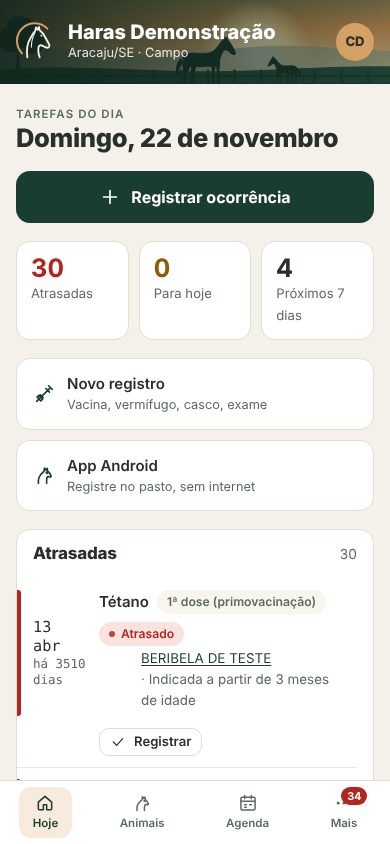 Haras Demonstração
Aracaju/SE · Campo
CD
TAREFAS DO DIA
Domingo, 22 de novembro
Registrar ocorrência
30
Atrasadas
0
Para hoje
4
Próximos 7
dias
Novo registro
Vacina, vermífugo, casco, exame
App Android
Registre no pasto, sem internet
Atrasadas
30
13
abr
há 3510
dias
Tétano
1ª dose (primovacinação)
Atrasado
BERIBELA DE TESTE
· Indicada a partir de 3 meses
de idade
Registrar
Hoje
Animais
Agenda
34
Mais